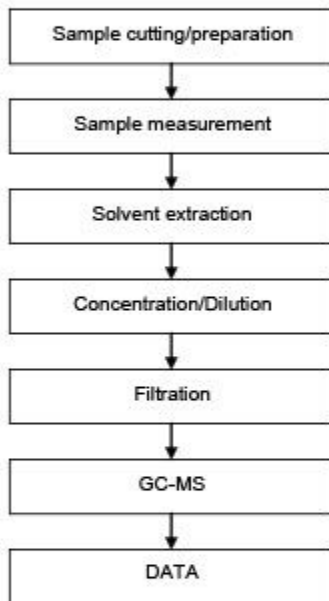 Sample cutting/preparation
Sample measurement
Solvent extraction
Concentration/Dilution
Filtration
GC-MS
DATA